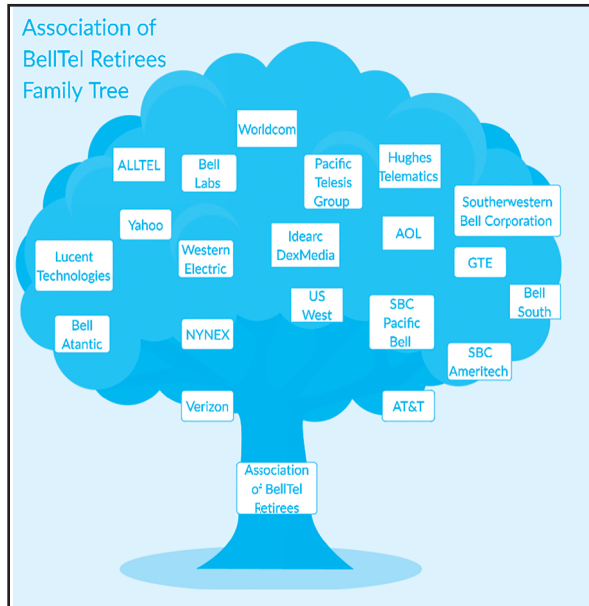 Association of
BellTel Retirees
Family Tree
Worldcom
ALLTEL
Bell
Labs
Pacific
Telesis
Group
Hughes
Telematics
Southerwestern
Bell Corporation
Yahoo
Idearc
DexMedia
AOL
Lucent
Technologies
Western
Electric
GTE
US
West
Bell
South
SBC
Pacific
Bell
Bell
Atantic
NYNEX
SBC
Ameritech
Verizon
AT&T
Association
of BellTel
Retirees